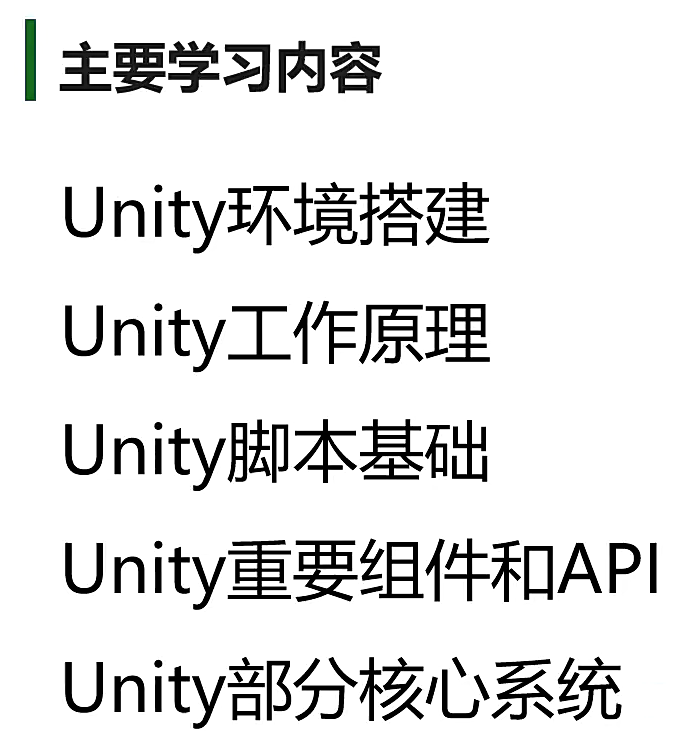 主要学习内容
Unity环境搭建
Unity工作原理
Unity脚本基础
Unity重要组件和API
Unity部分核心系统